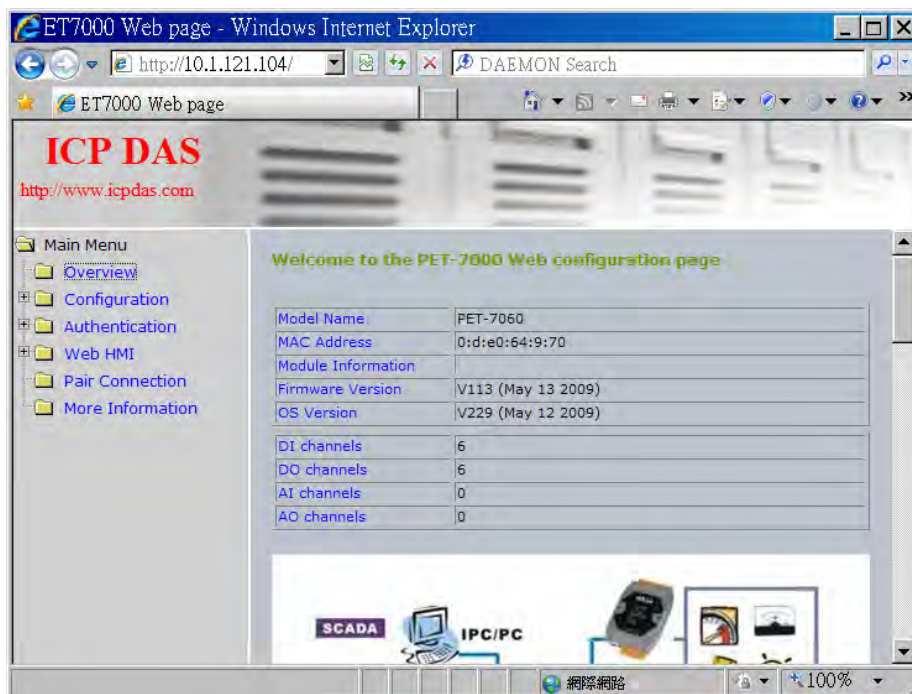 ET7000 Web page - Windows Internet Explorer
http://10.1.121.104/
DAEMON Search
ET7000 Web page
ICP DAS
http://www.icpdas.com
Main Menu
Overview
Configuration
Authentication
Web HMI
Pair Connection
More Information
Welcome to the PET-7000 Web configuration page
Model Name PET-7060
MAC Address 0:d:e0:64:9:70
Module Information
Firmware Version V113 (May 13 2009)
OS Version V229 (May 12 2009)
DI channels 6
DO channels 6
AI channels 0
AO channels 0
SCADA
IPC/PC
網際網路
100%